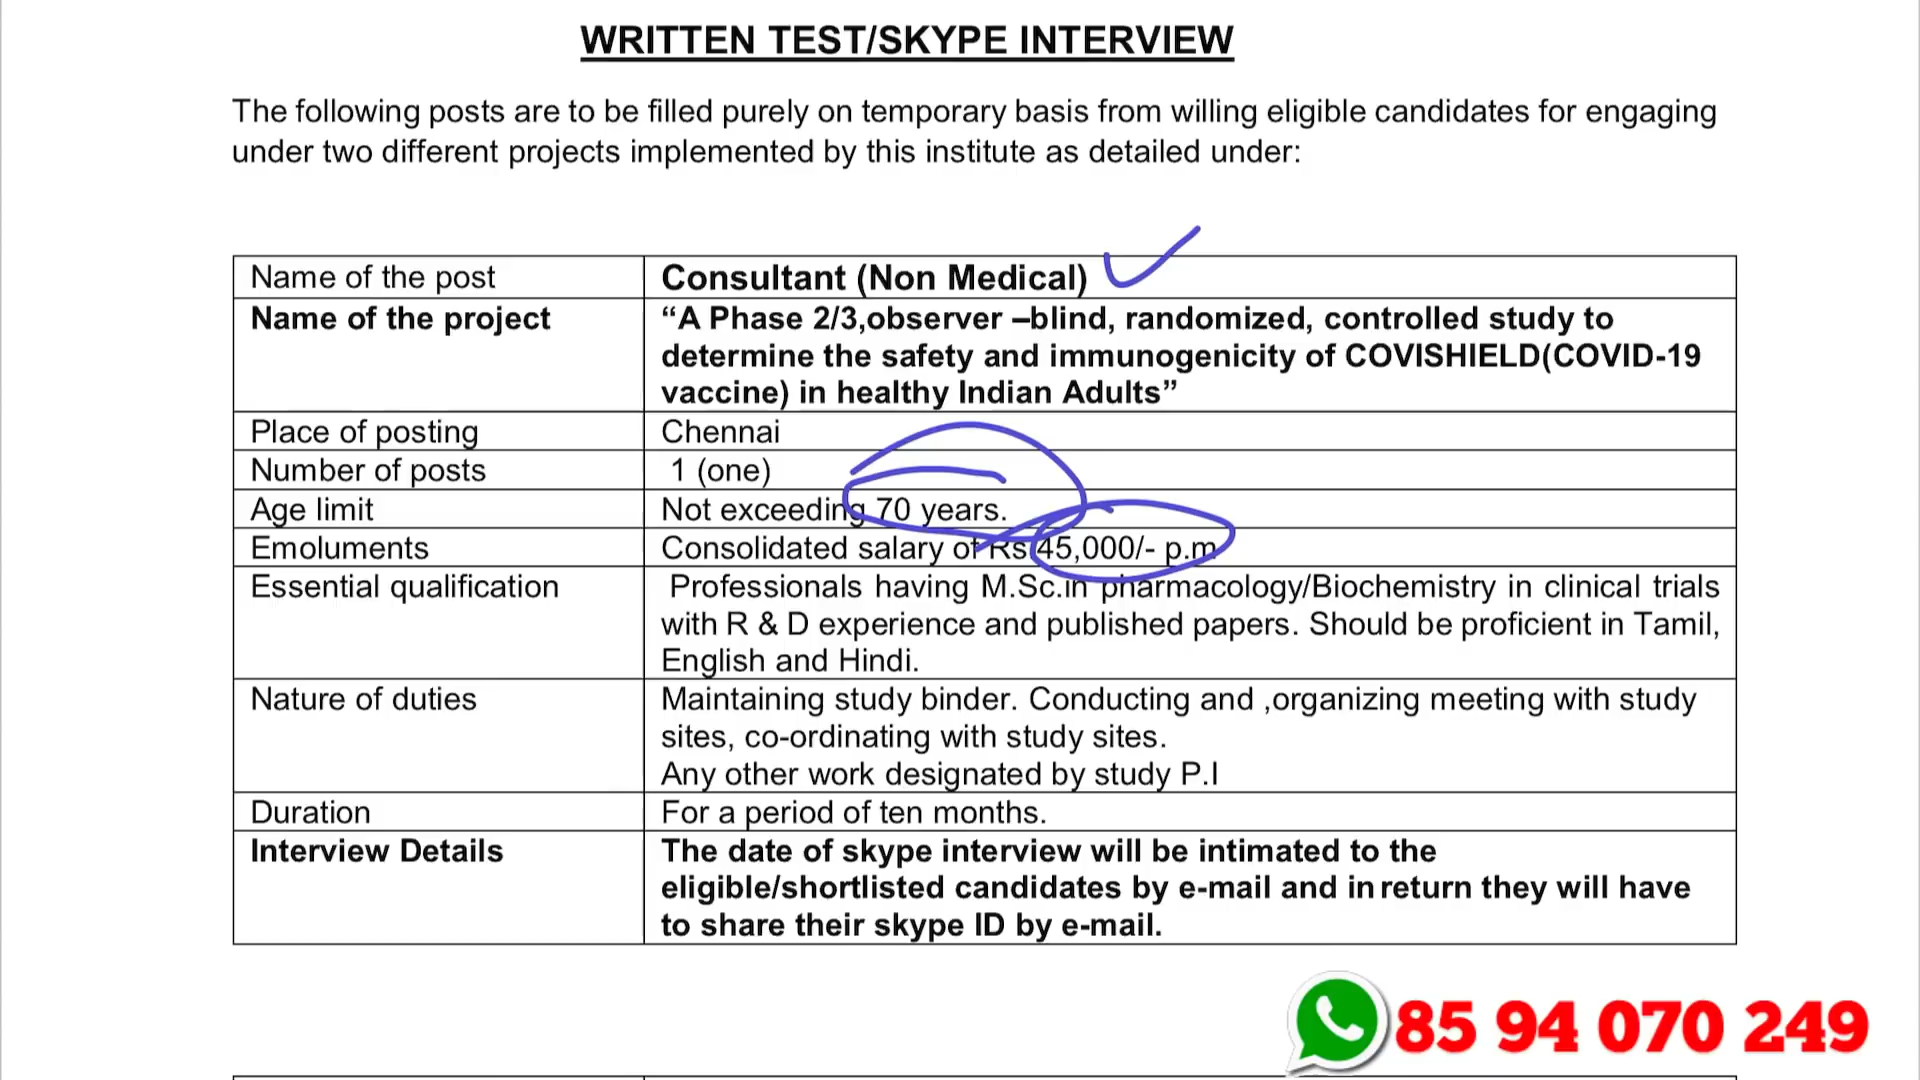 WRITTEN TEST/SKYPE INTERVIEW
The following posts are to be filled purely on temporary basis from willing eligible candidates for engaging
under two different projects implemented by this institute as detailed under:
Name of the post
Consultant (Non Medical)
Name of the project
“A Phase 2/3,observer –blind, randomized, controlled study to
determine the safety and immunogenicity of COVISHIELD(COVID-19
vaccine) in healthy Indian Adults”
Place of posting
Chennai
Number of posts
1 (one)
Age limit
Not exceeding 70 years.
Emoluments
Consolidated salary of Rs 45,000/- p.m
Essential qualification
Professionals having M.Sc.in pharmacology/Biochemistry in clinical trials
with R & D experience and published papers. Should be proficient in Tamil,
English and Hindi.
Nature of duties
Maintaining study binder. Conducting and ,organizing meeting with study
sites, co-ordinating with study sites.
Any other work designated by study P.I
Duration
For a period of ten months.
Interview Details
The date of skype interview will be intimated to the
eligible/shortlisted candidates by e-mail and in return they will have
to share their skype ID by e-mail.
85 94 070 249